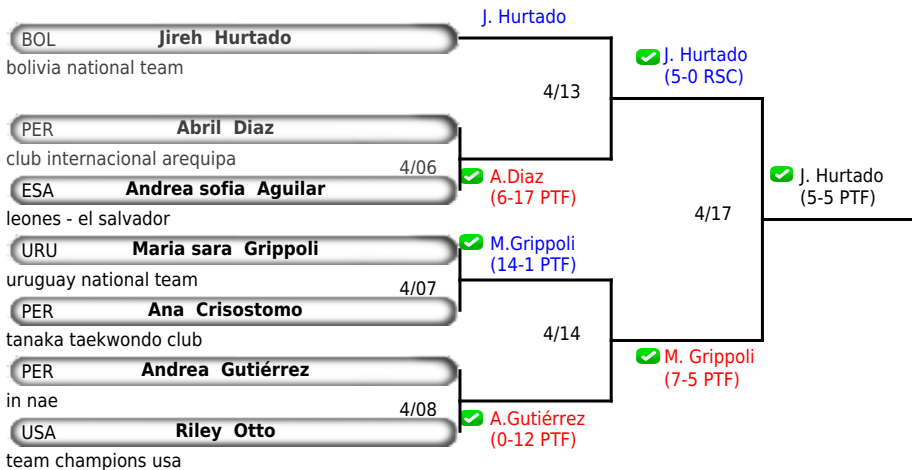 J. Hurtado
BOL Jireh Hurtado
bolivia national team
J. Hurtado
(5-0 RSC)
4/13
PER Abril Diaz
club internacional arequipa
4/06
ESA Andrea sofia Aguilar
leones - el salvador
A.Diaz
(6-17 PTF)
J. Hurtado
(5-5 PTF)
4/17
URU Maria sara Grippoli
uruguay national team
M.Grippoli
(14-1 PTF)
4/07
PER Ana Crisostomo
tanaka taekwondo club
4/14
M. Grippoli
(7-5 PTF)
PER Andrea Gutiérrez
in nae
4/08
USA Riley Otto
team champions usa
A.Gutiérrez
(0-12 PTF)